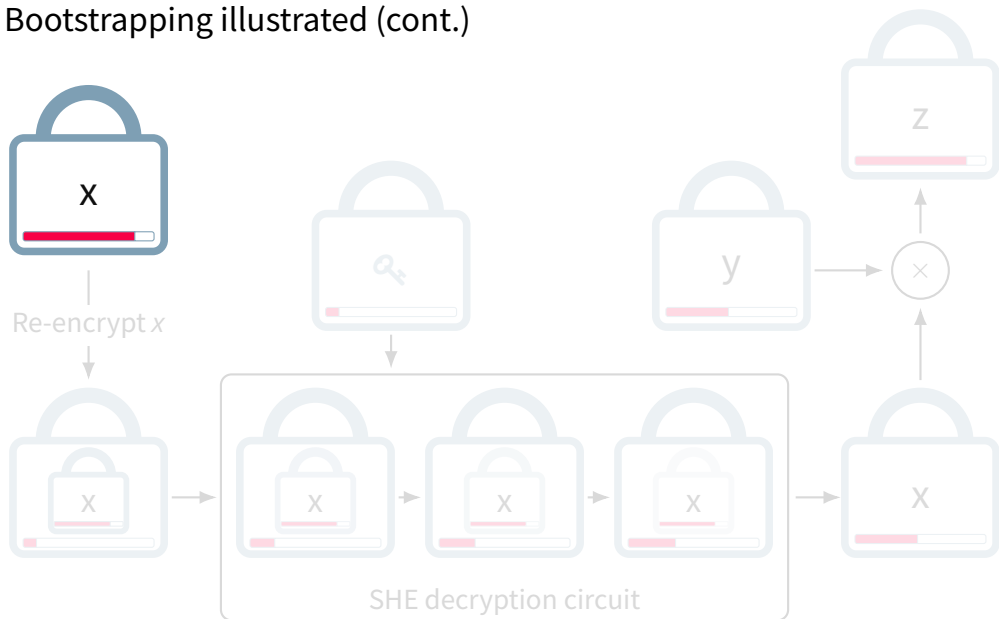 Bootstrapping illustrated (cont.)
z
x
y
×
Re-encrypt x
x
x
x
x
x
SHE decryption circuit